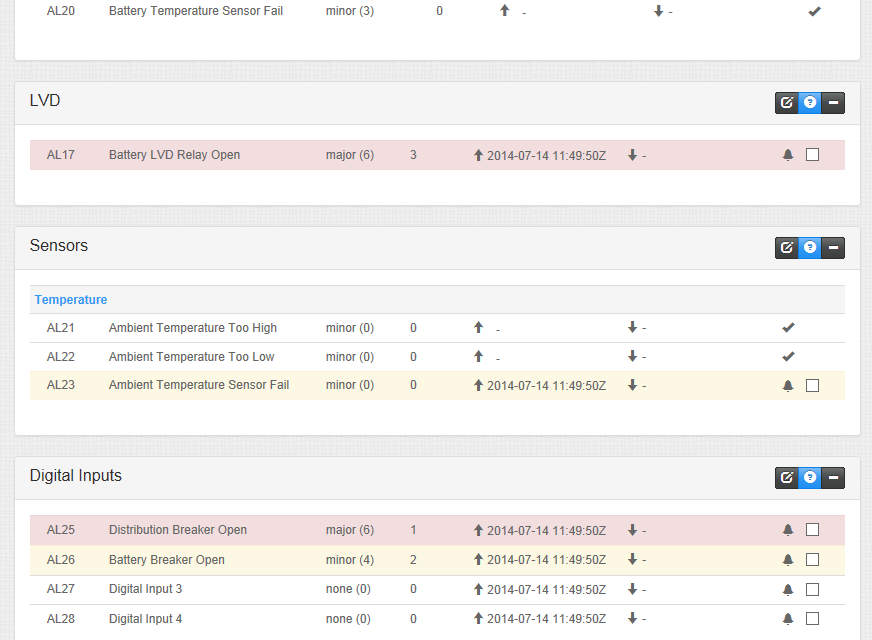 AL20 Battery Temperature Sensor Fail minor (3) 0 - -
LVD
AL17 Battery LVD Relay Open major (6) 3 2014-07-14 11:49:50Z -
Sensors
Temperature
AL21 Ambient Temperature Too High minor (0) 0 - -
AL22 Ambient Temperature Too Low minor (0) 0 - -
AL23 Ambient Temperature Sensor Fail minor (0) 0 2014-07-14 11:49:50Z -
Digital Inputs
AL25 Distribution Breaker Open major (6) 1 2014-07-14 11:49:50Z -
AL26 Battery Breaker Open minor (4) 2 2014-07-14 11:49:50Z -
AL27 Digital Input 3 none (0) 0 2014-07-14 11:49:50Z -
AL28 Digital Input 4 none (0) 0 2014-07-14 11:49:50Z -